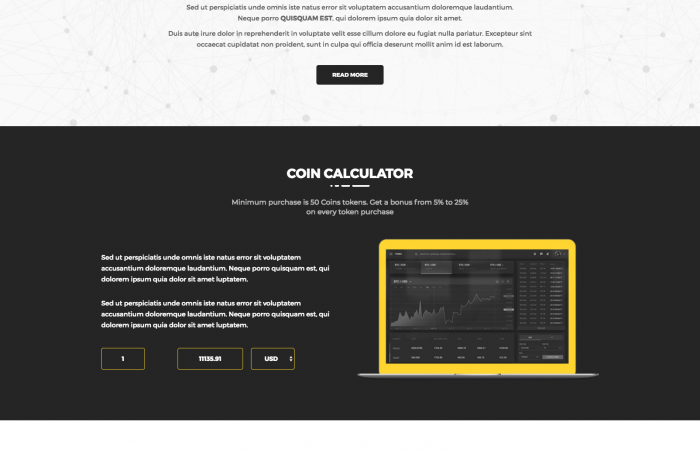 Sed ut perspiciatis unde omnis iste natus error sit voluptatem accusantium doloremque laudantium.
Neque porro QUISQUAM EST, qui dolorem ipsum quia dolor sit amet.
Duis aute irure dolor in reprehenderit in voluptate velit esse cillum dolore eu fugiat nulla pariatur. Excepteur sint
occaecat cupidatat non proident, sunt in culpa qui officia deserunt mollit anim id est laborum.
READ MORE
COIN CALCULATOR
Minimum purchase is 50 Coins tokens. Get a bonus from 5% to 25%
on every token purchase
Sed ut perspiciatis unde omnis iste natus error sit voluptatem
accusantium doloremque laudantium. Neque porro quisquam est, qui
dolorem ipsum quia dolor sit amet luptatem.
Sed ut perspiciatis unde omnis iste natus error sit voluptatem
accusantium doloremque laudantium. Neque porro quisquam est, qui
dolorem ipsum quia dolor sit amet luptatem.
1
11135.91
USD